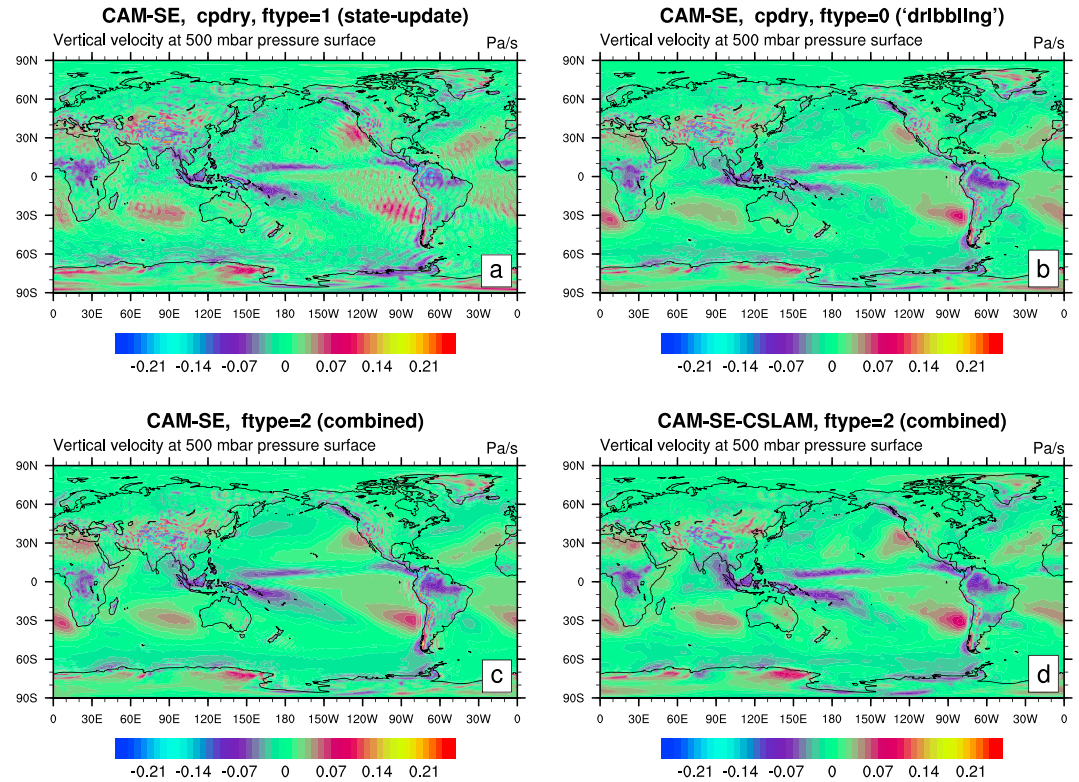 CAM-SE, cpdry, ftype=1 (state-update)
Vertical velocity at 500 mbar pressure surface Pa/s
90N
60N
30N
0
30S
60S
90S
a
0 30E 60E 90E 120E 150E 180 150W 120W 90W 60W 30W 0
-0.21 -0.14 -0.07 0 0.07 0.14 0.21
CAM-SE, cpdry, ftype=0 ('dribbling')
Vertical velocity at 500 mbar pressure surface Pa/s
90N
60N
30N
0
30S
60S
90S
b
0 30E 60E 90E 120E 150E 180 150W 120W 90W 60W 30W 0
-0.21 -0.14 -0.07 0 0.07 0.14 0.21
CAM-SE, ftype=2 (combined)
Vertical velocity at 500 mbar pressure surface Pa/s
90N
60N
30N
0
30S
60S
90S
c
0 30E 60E 90E 120E 150E 180 150W 120W 90W 60W 30W 0
-0.21 -0.14 -0.07 0 0.07 0.14 0.21
CAM-SE-CSLAM, ftype=2 (combined)
Vertical velocity at 500 mbar pressure surface Pa/s
90N
60N
30N
0
30S
60S
90S
d
0 30E 60E 90E 120E 150E 180 150W 120W 90W 60W 30W 0
-0.21 -0.14 -0.07 0 0.07 0.14 0.21